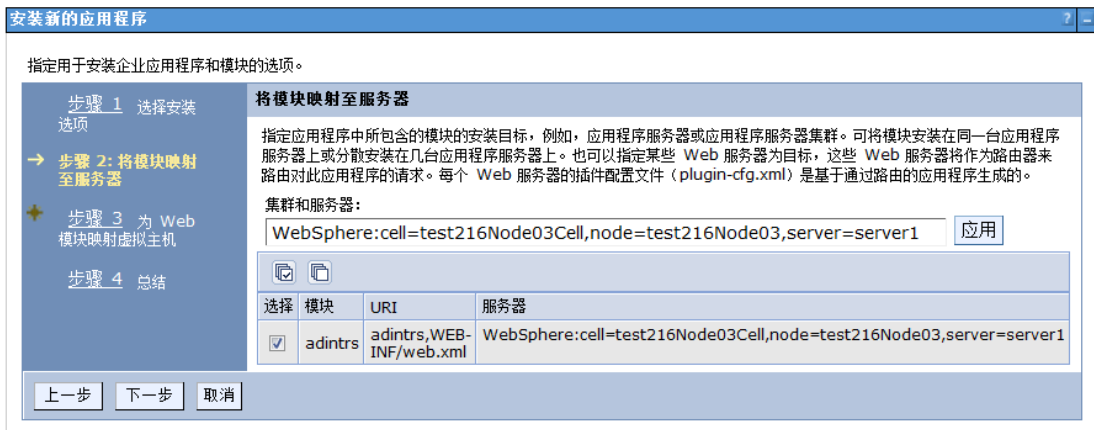 安装新的应用程序
?
指定用于安装企业应用程序和模块的选项。
步骤 1 选择安装
选项
步骤 2: 将模块映射
至服务器
步骤 3 为 Web
模块映射虚拟主机
步骤 4 总结
将模块映射至服务器
指定应用程序中所包含的模块的安装目标，例如，应用程序服务器或应用程序服务器集群。可将模块安装在同一台应用程序
服务器上或分散安装在几台应用程序服务器上。也可以指定某些 Web 服务器为目标，这些 Web 服务器将作为路由器来
路由对此应用程序的请求。每个 Web 服务器的插件配置文件（plugin-cfg.xml）是基于通过路由的应用程序生成的。
集群和服务器：
WebSphere:cell=test216Node03Cell,node=test216Node03,server=server1 应用
选择 模块 URI 服务器
adintrs adintrs,WEB- WebSphere:cell=test216Node03Cell,node=test216Node03,server=server1
INF/web.xml
上一步 下一步 取消